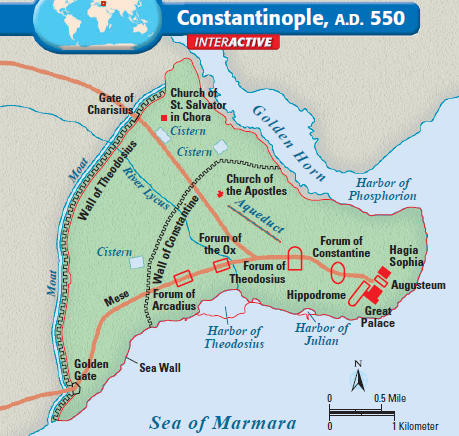 Constantinople, A.D. 550
INTERACTIVE
Gate of
Charisius
Church of
St. Salvator
in Chora
Cistern
Cistern
Golden Horn
Moat
Wall of Theodosius
River Lycus
Church of
the Apostles
Aqueduct
Harbor of
Phosphorion
Wall of Constantine
Cistern
Moat
Forum of
the Ox
Forum of
Theodosius
Forum of
Constantine
Hagia
Sophia
Augusteum
Mese
Forum of
Arcadius
Hippodrome
Great
Palace
Harbor of
Theodosius
Harbor of
Julian
Golden
Gate
Sea Wall
N
0 0.5 Mile
0 1 Kilometer
Sea of Marmara